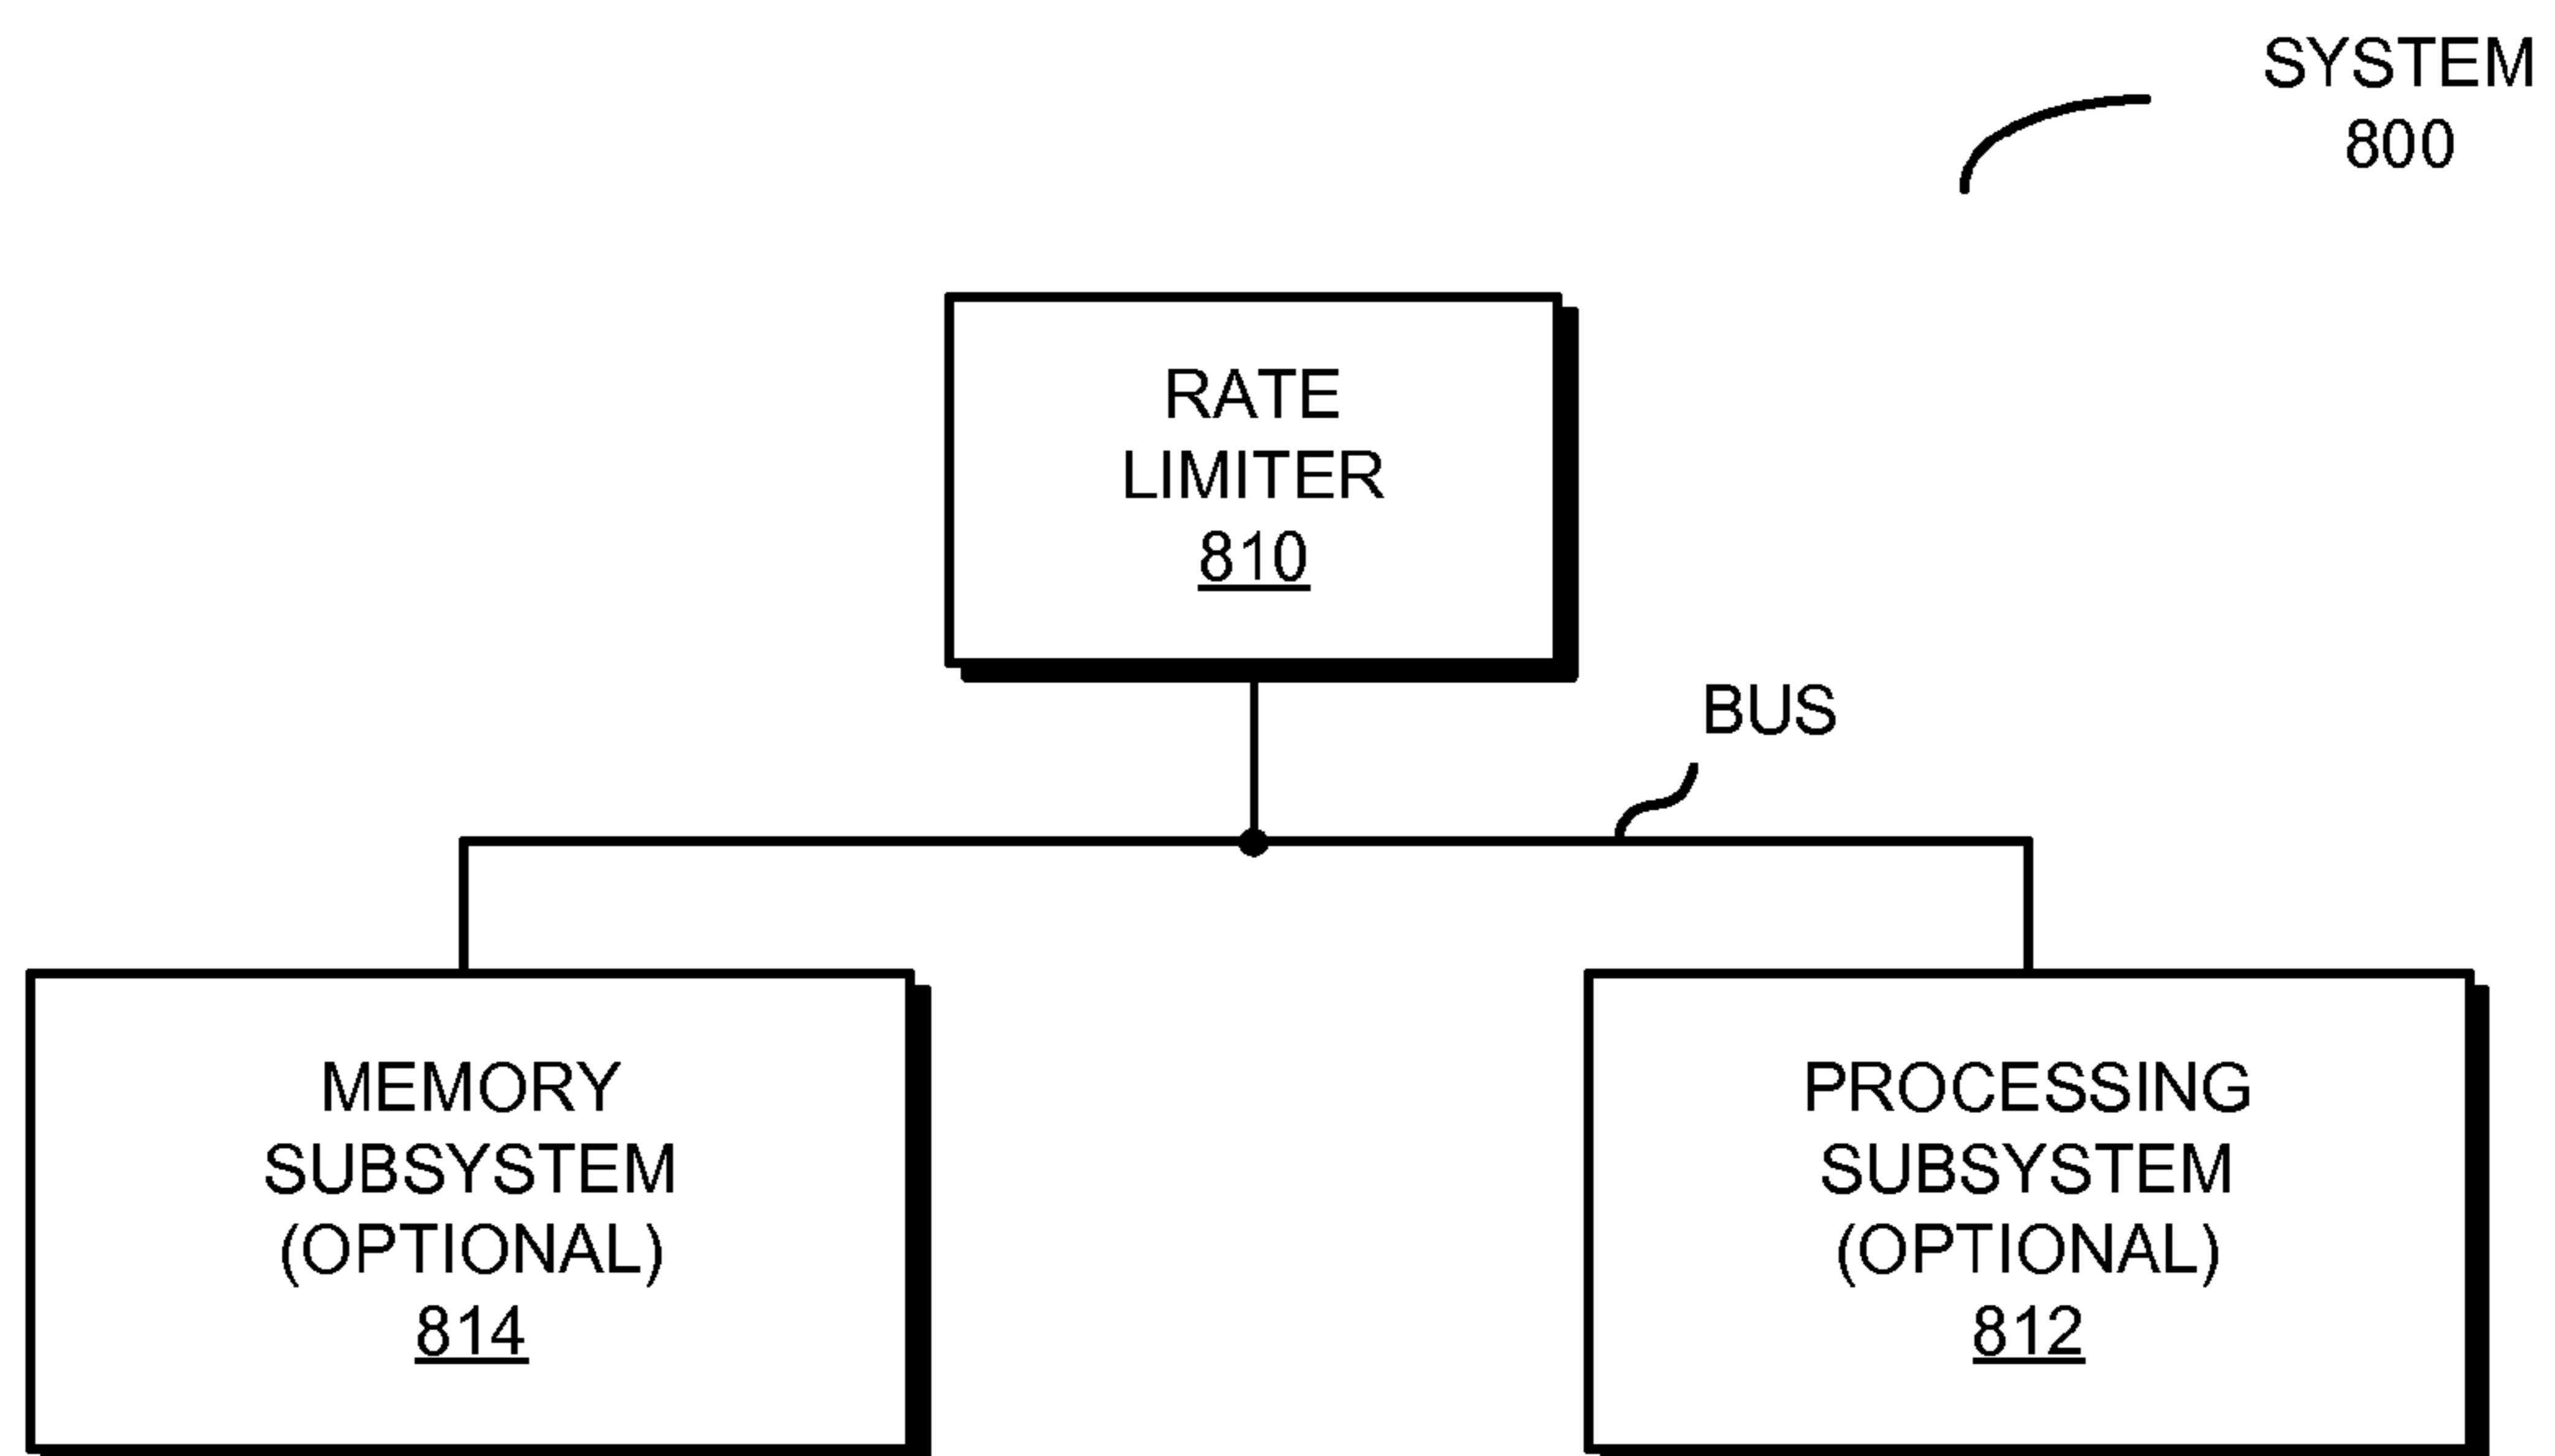 SYSTEM
800
RATE
LIMITER
810
BUS
MEMORY
SUBSYSTEM
(OPTIONAL)
814
PROCESSING
SUBSYSTEM
(OPTIONAL)
812